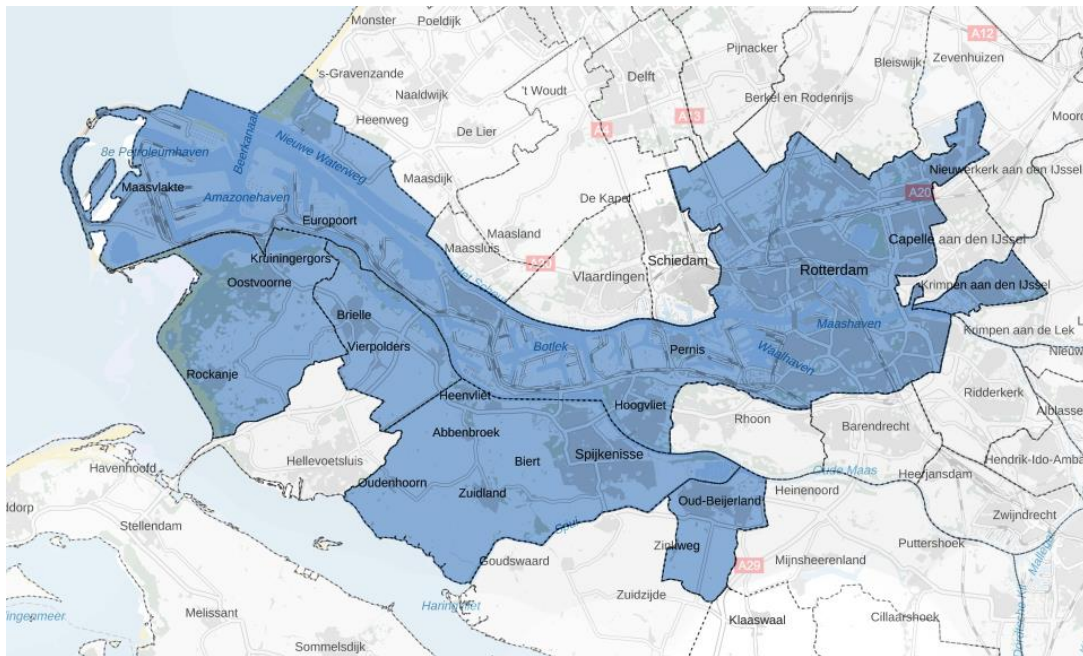 Monster
Poeldijk
A12
Pijnacker
Zevenhuizen
Bleiswijk
's-Gravenzande
Delft
Naaldwijk
't Woudt
Berkel en Rodenrijs
Heenweg
De Lier
A4
8e Petroleumhaven
Beerkanaal
Nieuwe Waterweg
Maasdijk
Nieuwerkerk aan den IJssel
Maasvlakte
Amazonehaven
De Kapel
A20
Europoort
Maasland
Maassluis
Capelle aan den IJssel
Kruiningergors
Schiedam
Oostvoorne
Vlaardingen
Rotterdam
Krimpen aan den IJssel
Brielle
Maashaven
Krimpen aan de Lek
Vierpolders
Botlek
Pernis
Waalhaven
Rockanje
Heenvliet
Hoogvliet
Ridderkerk
Rhoon
Barendrecht
Abbenbroek
Spijkenisse
Biert
Hellevoetsluis
Hendrik-Ido-Amba
Havenhoofd
Oude Maas
Heerjansdam
Oudenhoorn
Zuidland
Oud-Beijerland
Heinenoord
ddorp
Zwijndrecht
Stellendam
Spui
Zinkweg
Puttershoek
Goudswaard
A29
Mijnsheerenland
Zuidzijde
Haringvliet
Melissant
Klaaswaal
Cillaarshoek
Sommelsdijk